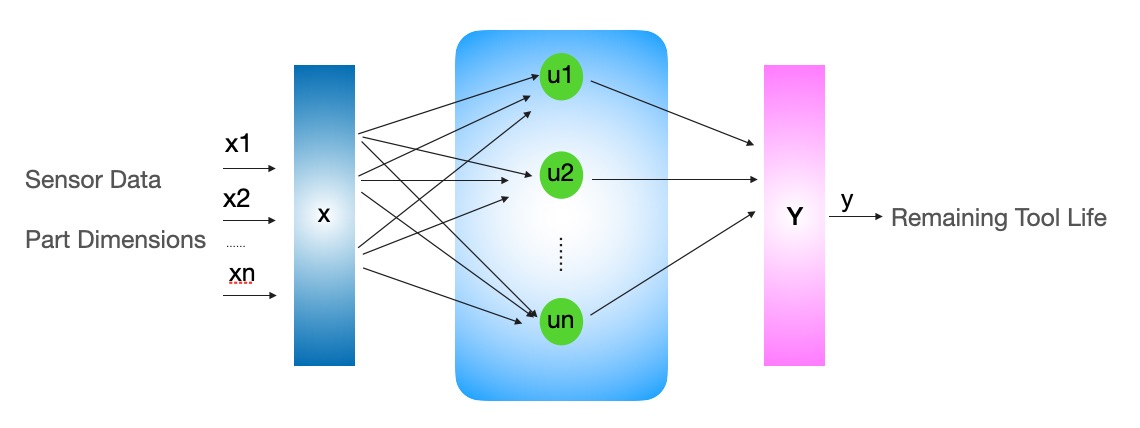 x1
Sensor Data
x2
Part Dimensions
......
xn
x
u1
u2
un
Y
y
Remaining Tool Life